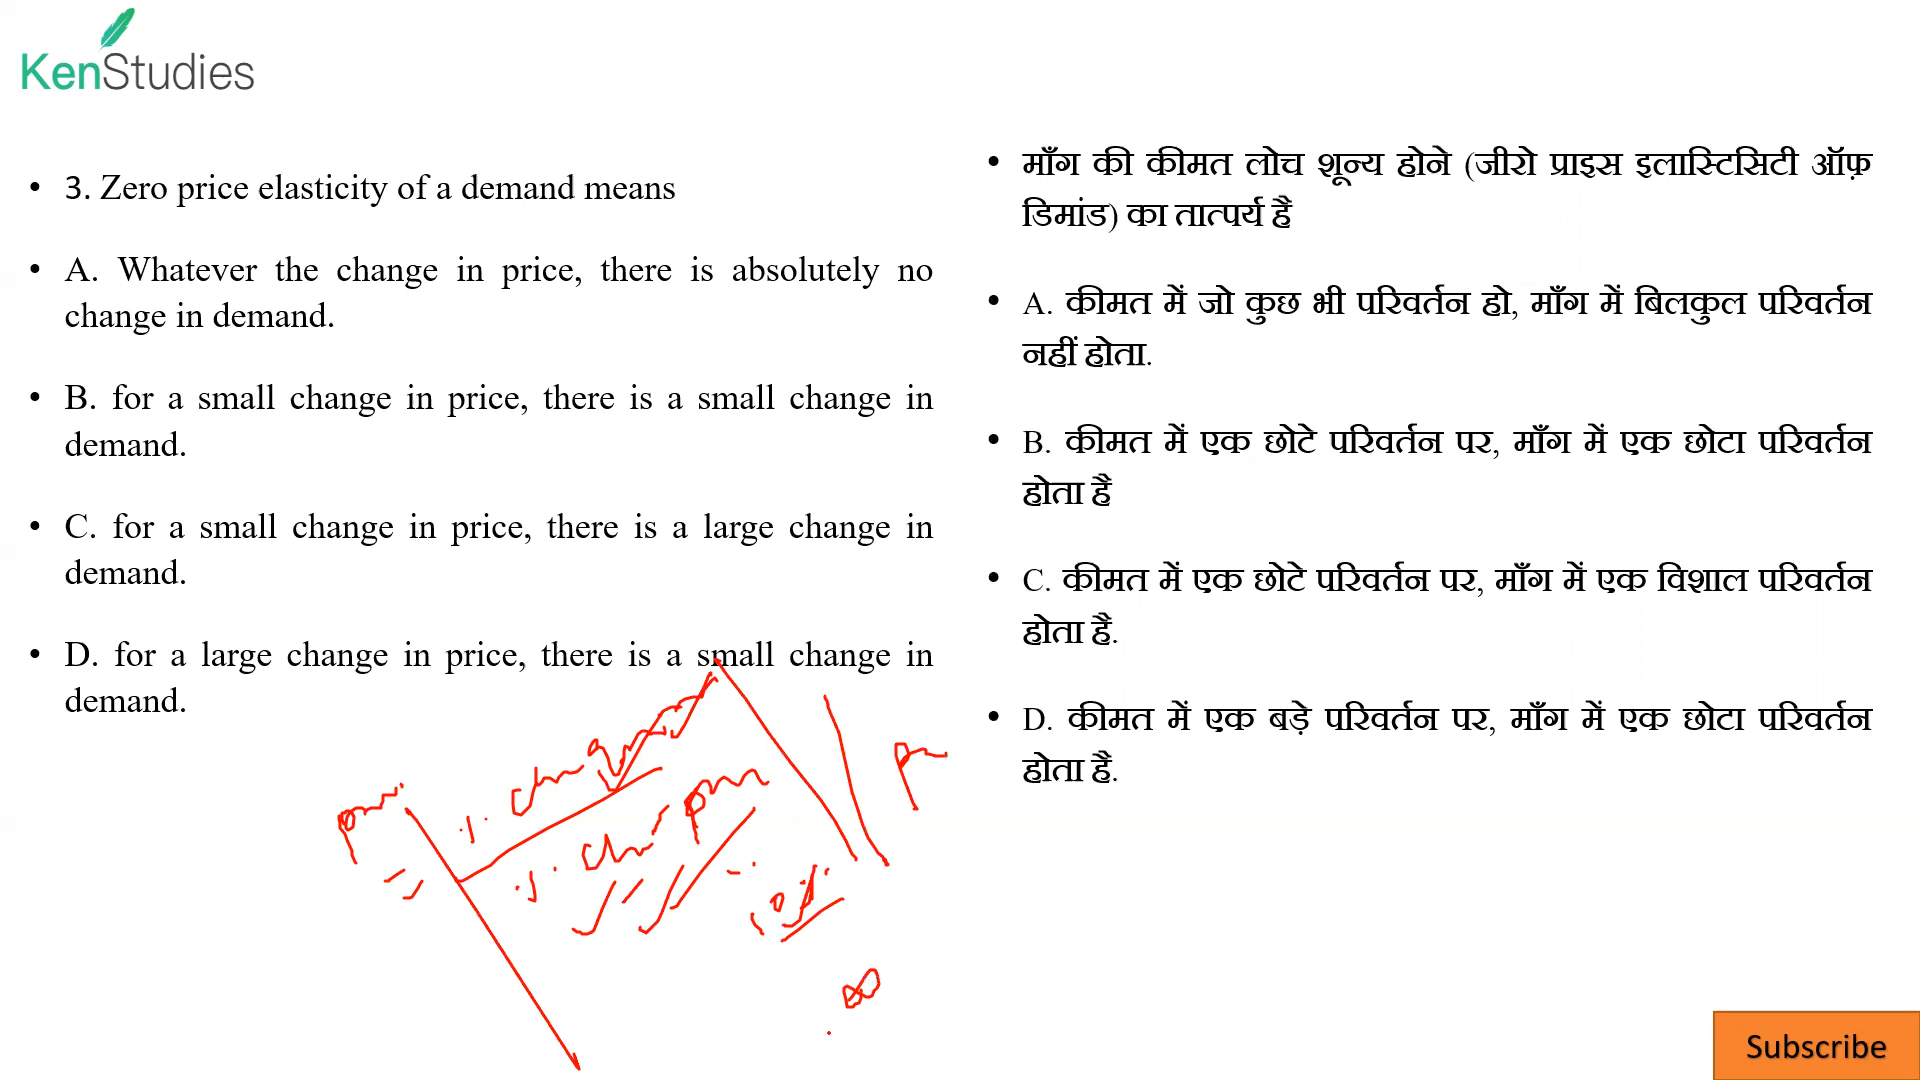 KenStudies
• 3. Zero price elasticity of a demand means
• A. Whatever the change in price, there is absolutely no
change in demand.
• B. for a small change in price, there is a small change in
demand.
• C. for a small change in price, there is a large change in
demand.
• D. for a large change in price, there is a small change in
demand.
• माँग की कीमत लोच शून्य होने (जीरो प्राइस इलास्टिसिटी ऑफ़
डिमांड) का तात्पर्य है
• A. कीमत में जो कुछ भी परिवर्तन हो, माँग में बिलकुल परिवर्तन
नहीं होता.
• B. कीमत में एक छोटे परिवर्तन पर, माँग में एक छोटा परिवर्तन
होता है
• C. कीमत में एक छोटे परिवर्तन पर, माँग में एक विशाल परिवर्तन
होता है.
• D. कीमत में एक बड़े परिवर्तन पर, माँग में एक छोटा परिवर्तन
होता है.
∞
Subscribe